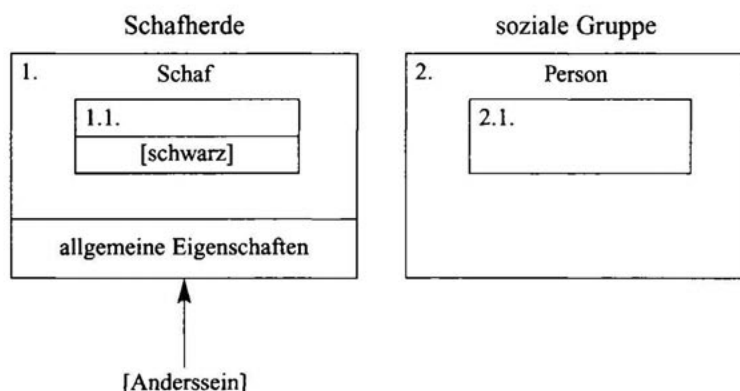 Schafherde
soziale Gruppe
1.
Schaf
1.1.
[schwarz]
allgemeine Eigenschaften
[Anderssein]
2.
Person
2.1.